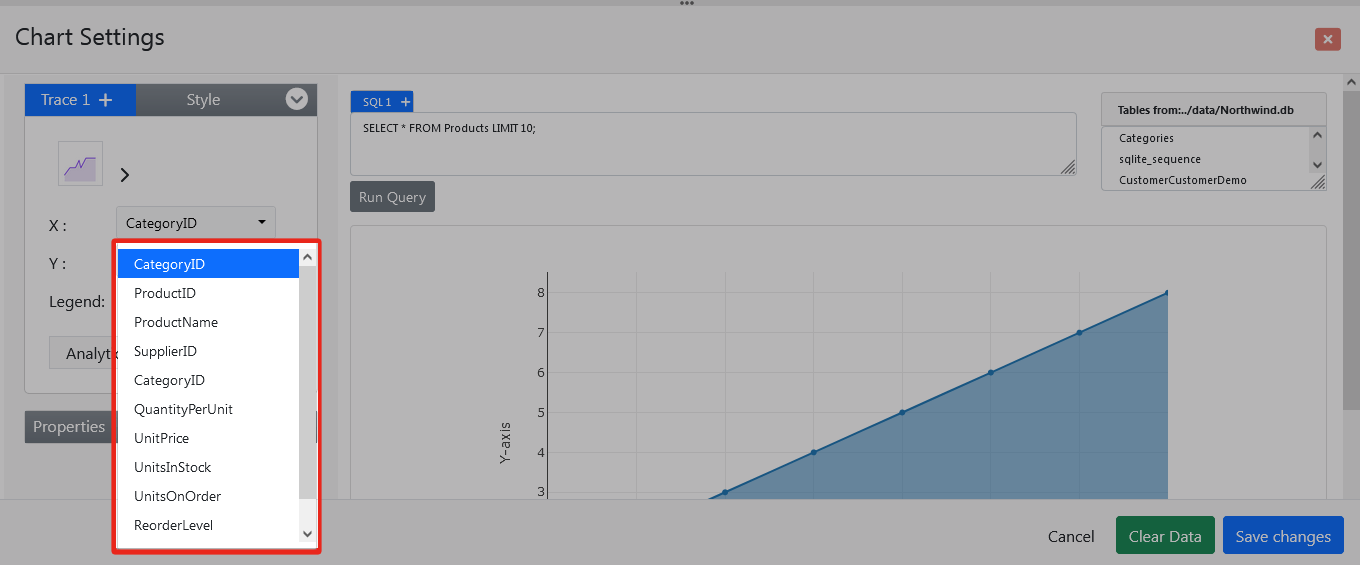 Chart Settings
Trace 1 +
Style
SQL 1 +
SELECT * FROM Products LIMIT 10;
Run Query
Tables from:../data/Northwind.db
Categories
sqlite_sequence
CustomerCustomerDemo
X :
CategoryID
Y :
Legend:
CategoryID
ProductID
ProductName
SupplierID
CategoryID
QuantityPerUnit
UnitPrice
UnitsInStock
UnitsOnOrder
ReorderLevel
Analyti
Properties
8
7
6
5
4
3
Y-axis
Cancel
Clear Data
Save changes